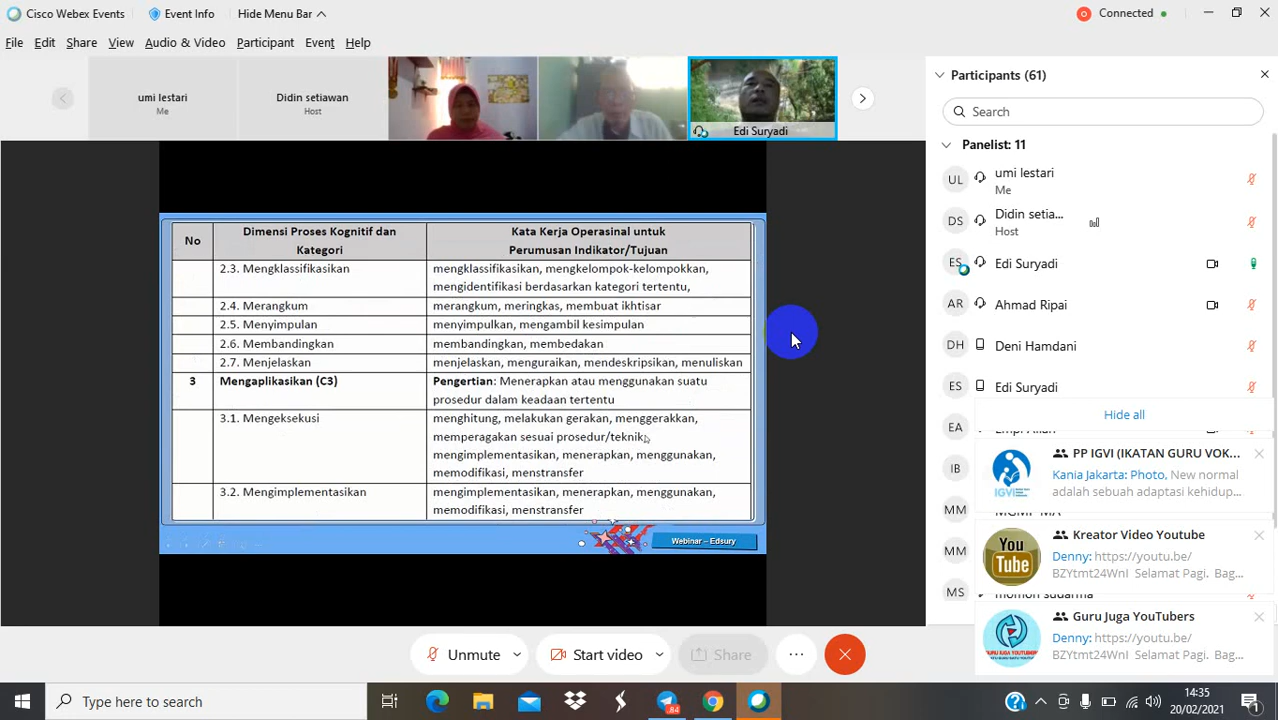 Cisco Webex Events
Event Info
Hide Menu Bar
Connected
File Edit Share View Audio & Video Participant Event Help
umi lestari
Me
Didin setiawan
Host
Edi Suryadi
Participants (61)
Search
Panelist: 11
UL umi lestari
Me
DS Didin setia...
Host
ES Edi Suryadi
AR Ahmad Ripai
DH Deni Hamdani
ES Edi Suryadi
EA
IB
MM
MM
MS momon sudarma
Hide all
PP IGVI (IKATAN GURU VOK...
Kania Jakarta: Photo, New normal
adalah sebuah adaptasi kehidup...
IGVI
Kreator Video Youtube
Denny: https://youtu.be/
BZYtmt24WnI Selamat Pagi. Bag...
You
Tube
Guru Juga YouTubers
Denny: https://youtu.be/
BZYtmt24WnI Selamat Pagi. Bag...
No
Dimensi Proses Kognitif dan
Kategori
Kata Kerja Operasinal untuk
Perumusan Indikator/Tujuan
2.3. Mengklassifikasikan
mengklassifikasikan, mengkelompok-kelompokkan,
mengidentifikasi berdasarkan kategori tertentu,
2.4. Merangkum
merangkum, meringkas, membuat ikhtisar
2.5. Menyimpulan
menyimpulkan, mengambil kesimpulan
2.6. Membandingkan
membandingkan, membedakan
2.7. Menjelaskan
menjelaskan, menguraikan, mendeskripsikan, menuliskan
3 Mengaplikasikan (C3)
Pengertian: Menerapkan atau menggunakan suatu
prosedur dalam keadaan tertentu
3.1. Mengeksekusi
menghitung, melakukan gerakan, menggerakkan,
memperagakan sesuai prosedur/teknik,
mengimplementasikan, menerapkan, menggunakan,
memodifikasi, menstransfer
3.2. Mengimplementasikan
mengimplementasikan, menerapkan, menggunakan,
memodifikasi, menstransfer
Webinar – Edsury
Unmute
Start video
Share
Type here to search
84
14:35
20/02/2021
1